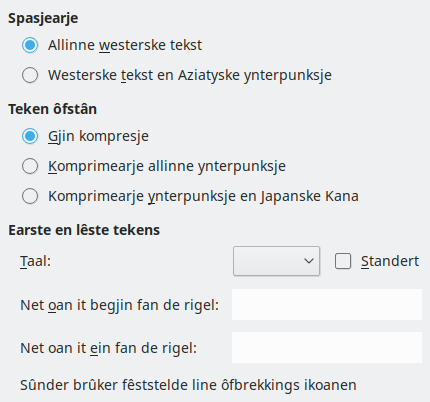 Spasjearje
Allinne westerske tekst
Westerske tekst en Aziatyske ynterpunksje
Teken ôfstân
Gjin kompresje
Komprimearje allinne ynterpunksje
Komprimearje ynterpunksje en Japanske Kana
Earste en lêste tekens
Taal: Standert
Net oan it begjin fan de rigel:
Net oan it ein fan de rigel:
Sûnder brûker fêststelde line ôfbrekkings ikoanen